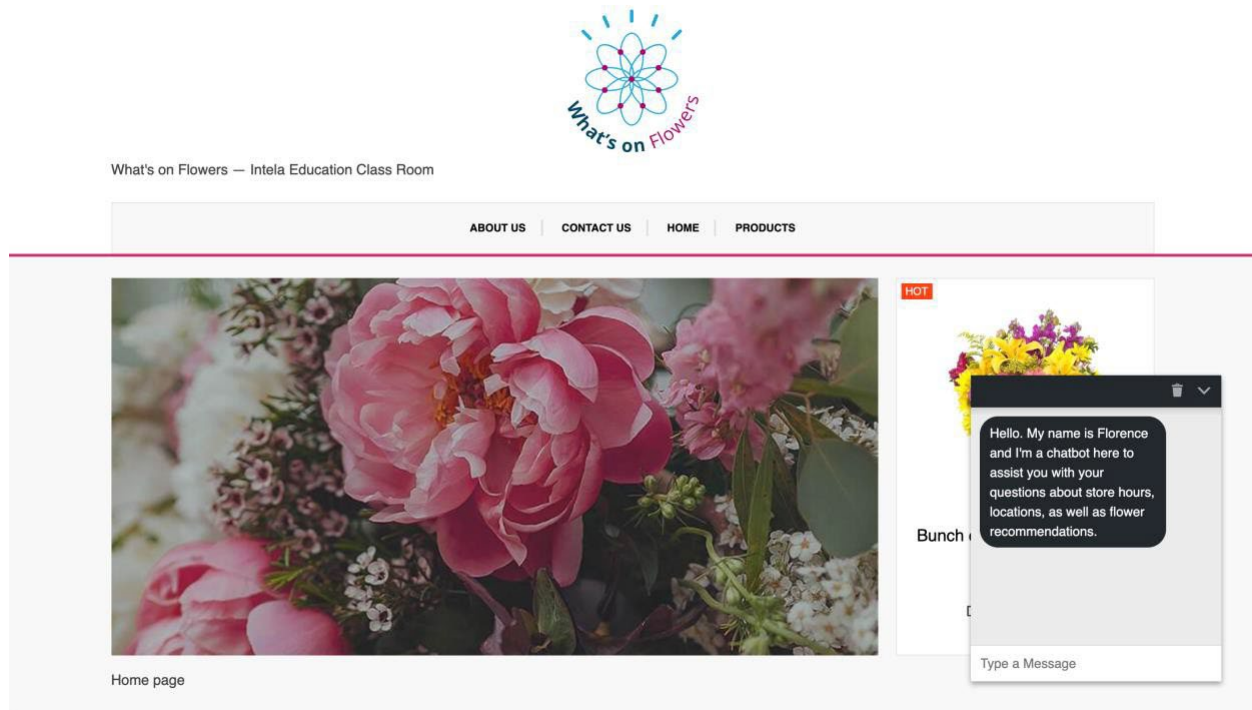 What's on Flowers
What's on Flowers — Intela Education Class Room
ABOUT US
CONTACT US
HOME
PRODUCTS
HOT
Bunch
Hello. My name is Florence
and I'm a chatbot here to
assist you with your
questions about store hours,
locations, as well as flower
recommendations.
Type a Message
Home page